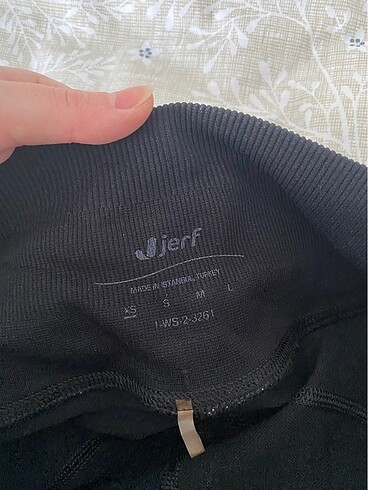 jerf
MADE IN ISTANBUL, TURKEY
XS S M L
1-WS-2-3261